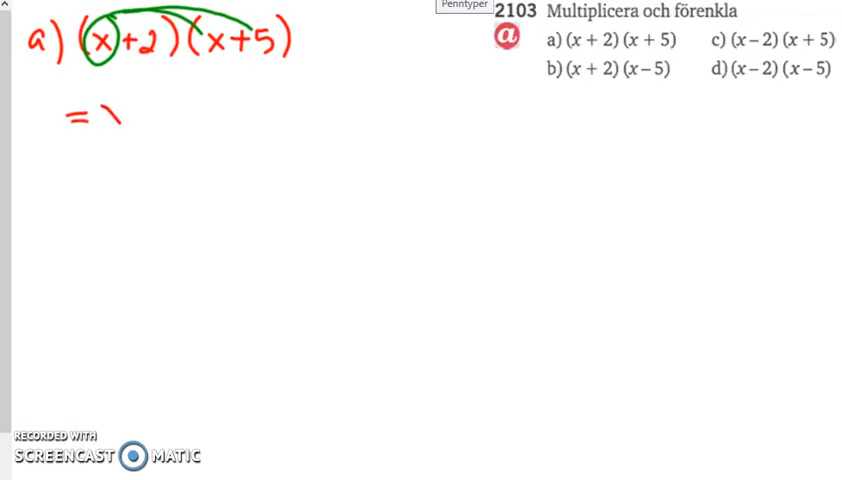 Penntyper
a) (x+2)(x+5)
=
2103 Multiplicera och förenkla
a
a) (x + 2) (x + 5) c) (x – 2) (x + 5)
b) (x + 2) (x – 5) d) (x – 2) (x – 5)
RECORDED WITH
SCREENCAST MATIC